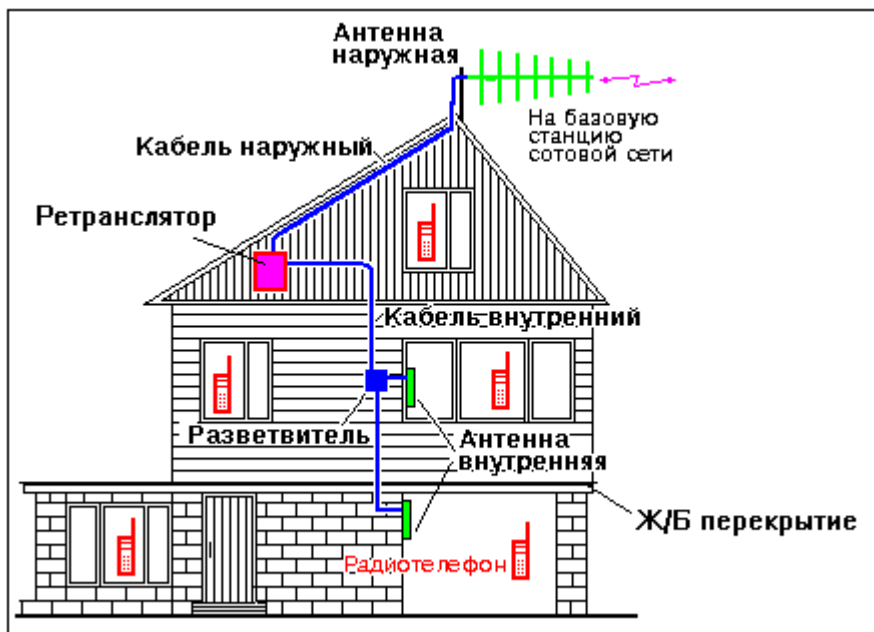 Антенна
наружная
На базовую
станцию
сотовой сети
Кабель наружный
Ретранслятор
Кабель внутренний
Разветвитель
Антенна
внутренняя
Ж/Б перекрытие
Радиотелефон